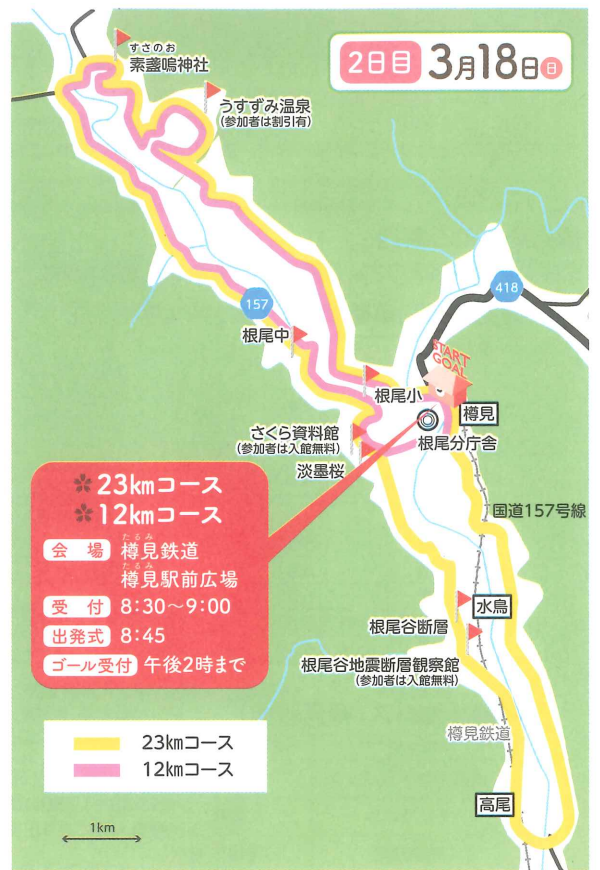 2日目 3月18日日
すさのお
素盞嗚神社
うすずみ温泉
(参加者は割引有)
418
157
根尾中
START
GOAL
根尾小
樽見
さくら資料館
(参加者は入館無料)
根尾分庁舎
淡墨桜
23kmコース
12kmコース
国道157号線
たるみ
会 場 樽見鉄道
たるみ
樽見駅前広場
受 付 8:30〜9:00
出発式 8:45
ゴール受付 午後2時まで
水鳥
根尾谷断層
根尾谷地震断層観察館
(参加者は入館無料)
樽見鉄道
23kmコース
12kmコース
高尾
1km